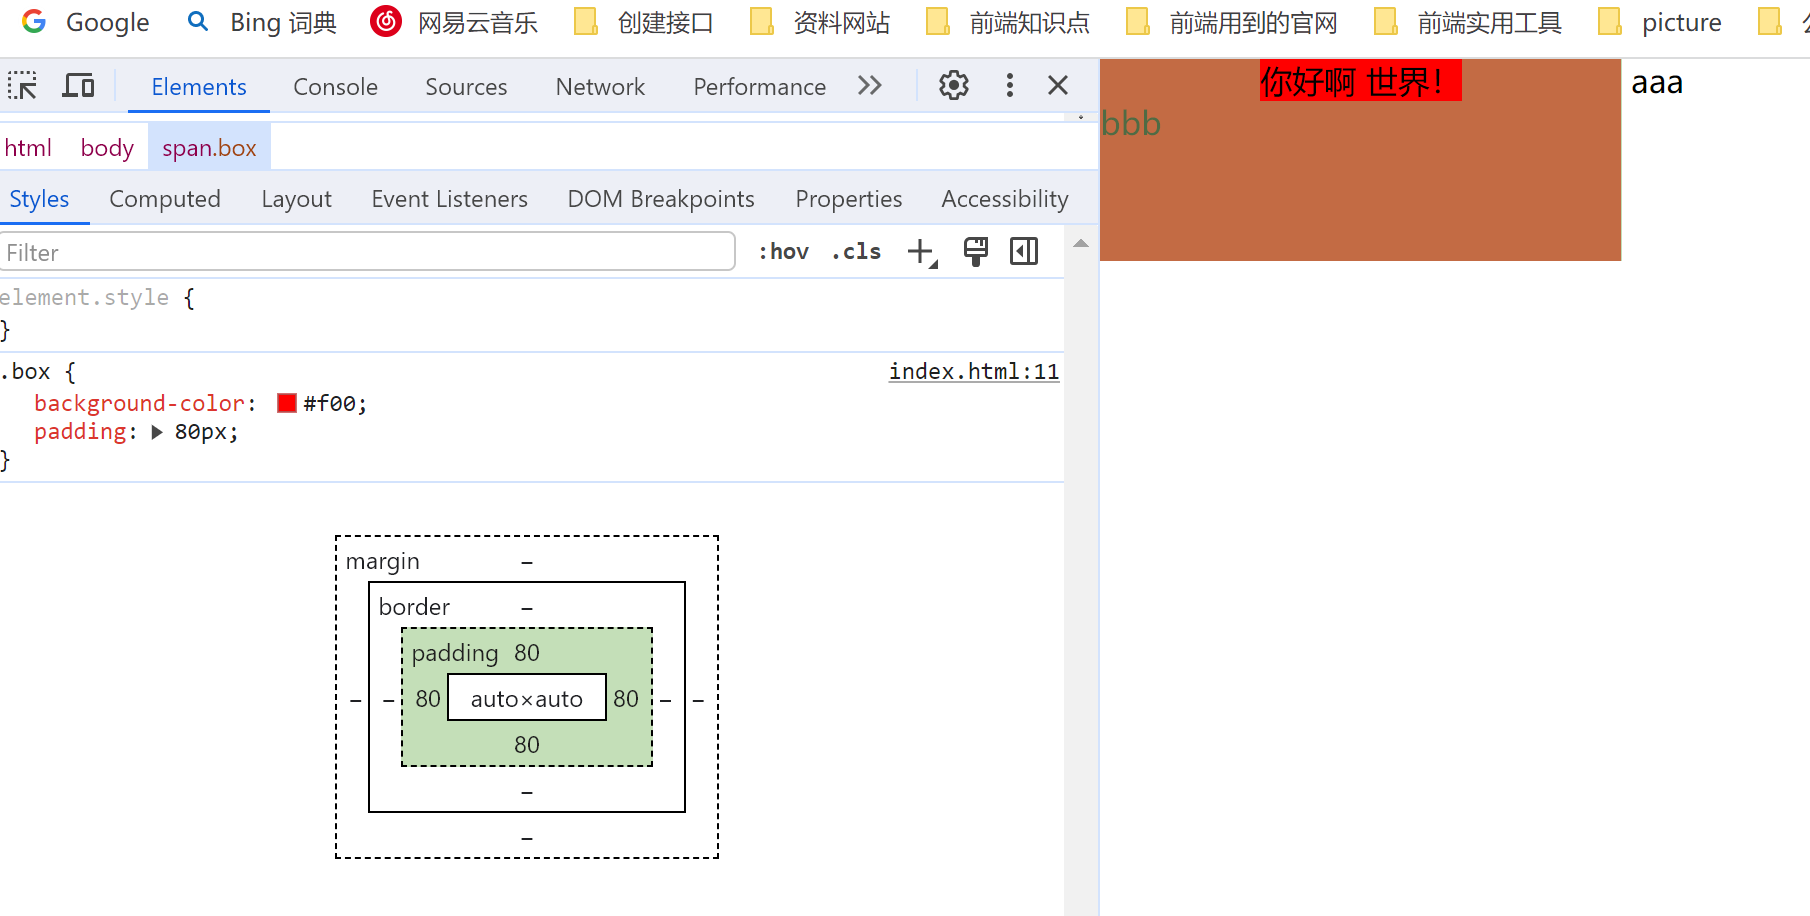 Google Bing 词典 网易云音乐 创建接口 资料网站 前端知识点 前端用到的官网 前端实用工具 picture
Elements Console Sources Network Performance
html body span.box
Styles Computed Layout Event Listeners DOM Breakpoints Properties Accessibility
Filter :hov .cls
element.style {
}
.box { index.html:11
background-color: #f00;
padding: 80px;
}
margin –
border –
padding 80
– – 80 auto×auto 80 – –
80
–
–
你好啊 世界! aaa
bbb